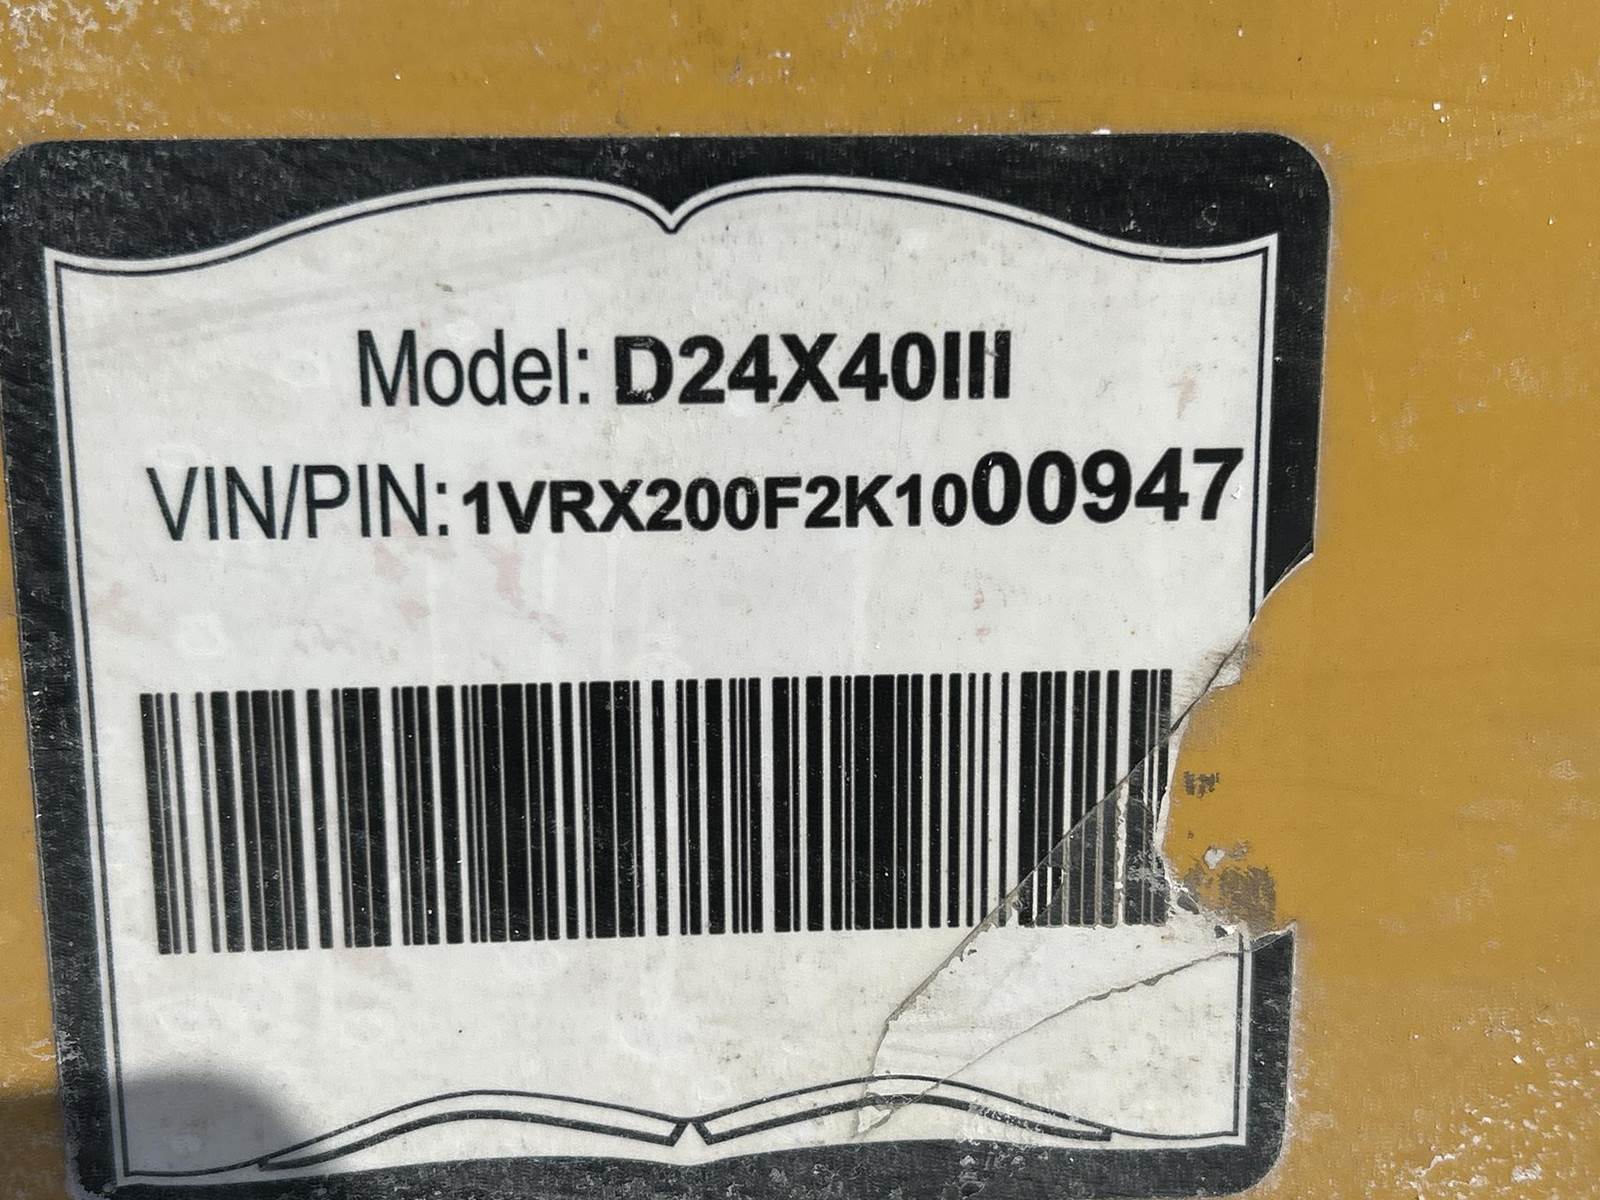 Model: D24X40III
VIN/PIN: 1VRX200F2K1000947